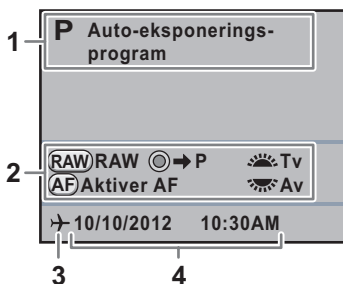 1
P Auto-eksponerings-
program
2
RAW RAW P Tv
AF Aktiver AF Av
10/10/2012 10:30AM
3 4